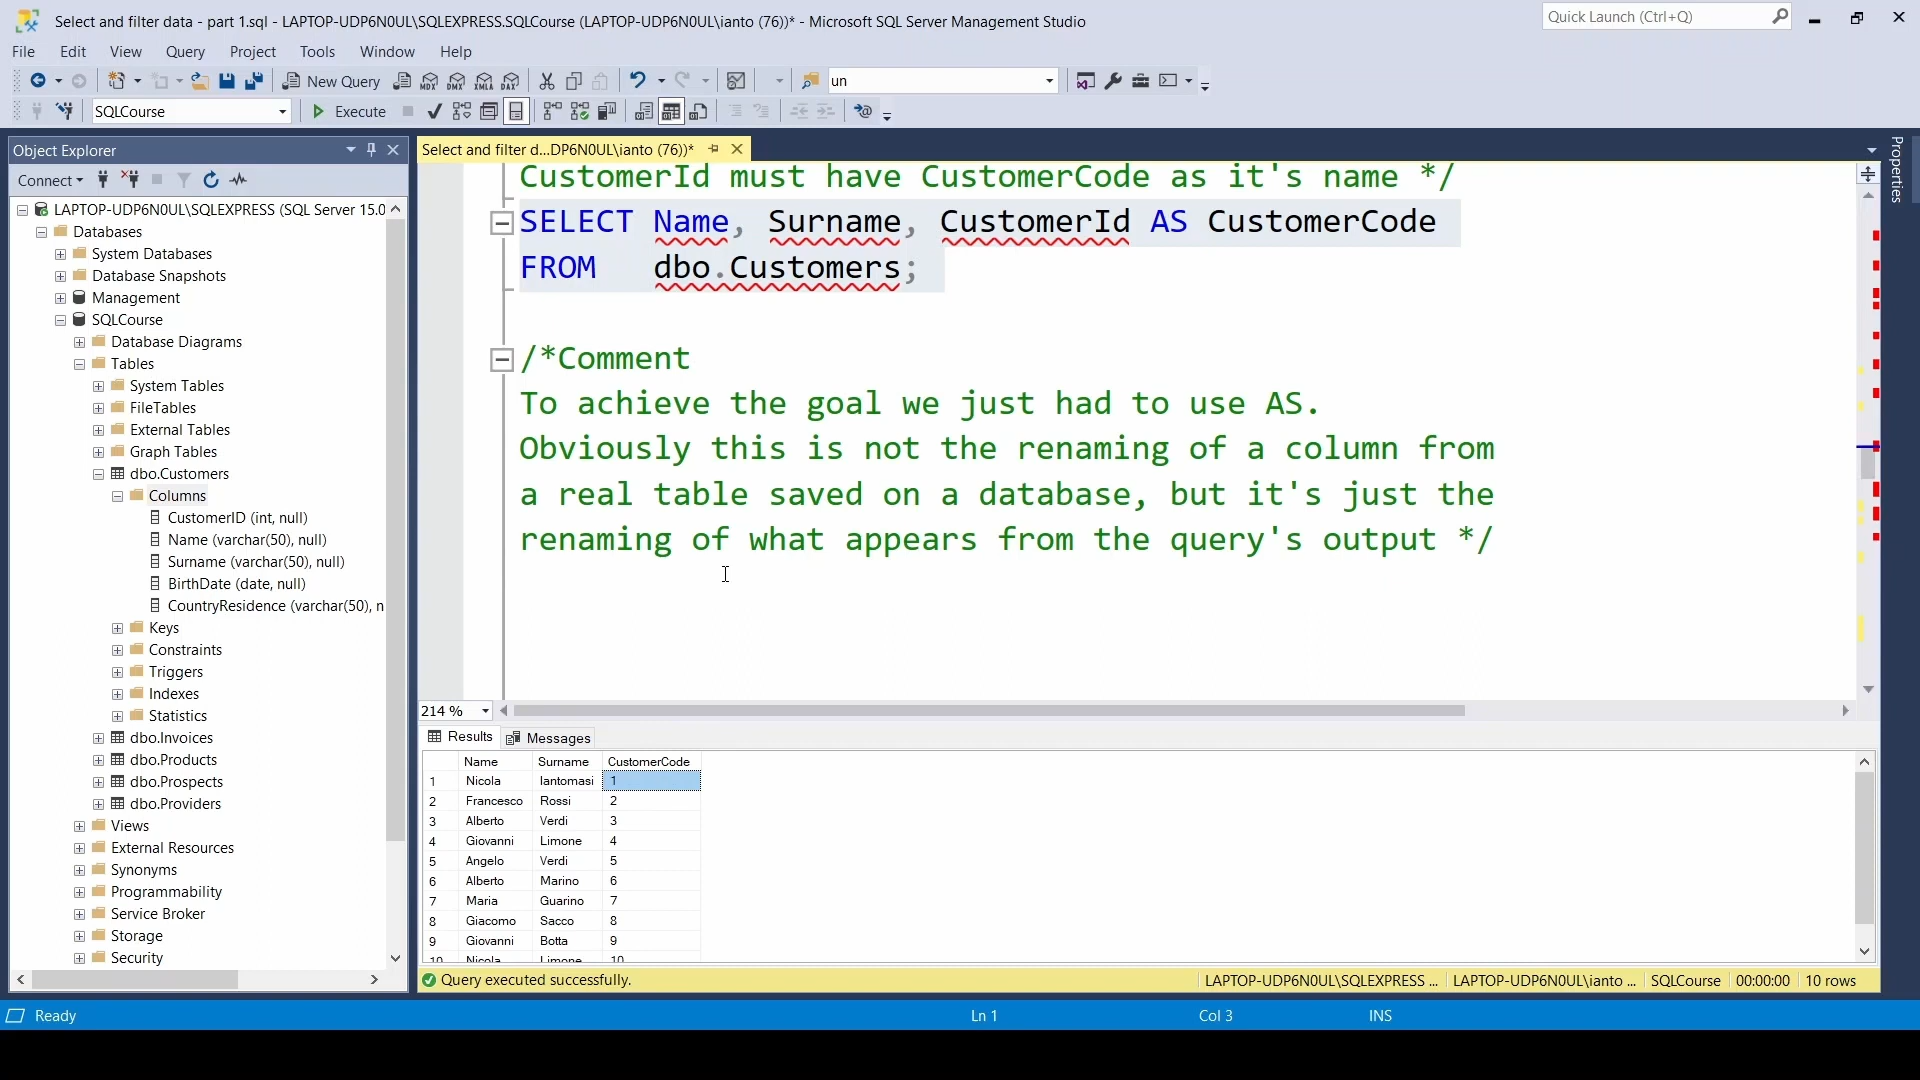 Select and filter data - part 1.sql - LAPTOP-UDP6N0UL\SQLEXPRESS.SQLCourse (LAPTOP-UDP6N0UL\ianto (76))* - Microsoft SQL Server Management Studio
Quick Launch (Ctrl+Q)
File Edit View Query Project Tools Window Help
New Query
MDX DMX XMLA DAX
un
SQLCourse
Execute
Object Explorer
Connect
LAPTOP-UDP6N0UL\SQLEXPRESS (SQL Server 15.0
Databases
System Databases
Database Snapshots
Management
SQLCourse
Database Diagrams
Tables
System Tables
FileTables
External Tables
Graph Tables
dbo.Customers
Columns
CustomerID (int, null)
Name (varchar(50), null)
Surname (varchar(50), null)
BirthDate (date, null)
CountryResidence (varchar(50), n
Keys
Constraints
Triggers
Indexes
Statistics
dbo.Invoices
dbo.Products
dbo.Prospects
dbo.Providers
Views
External Resources
Synonyms
Programmability
Service Broker
Storage
Security
Select and filter d...DP6N0UL\ianto (76))*
CustomerId must have CustomerCode as it's name */
SELECT Name, Surname, CustomerId AS CustomerCode
FROM dbo.Customers;
/*Comment
To achieve the goal we just had to use AS.
Obviously this is not the renaming of a column from
a real table saved on a database, but it's just the
renaming of what appears from the query's output */
214 %
Results Messages
Name Surname CustomerCode
1 Nicola Iantomasi 1
2 Francesco Rossi 2
3 Alberto Verdi 3
4 Giovanni Limone 4
5 Angelo Verdi 5
6 Alberto Marino 6
7 Maria Guarino 7
8 Giacomo Sacco 8
9 Giovanni Botta 9
10 Nicola Limone 10
Query executed successfully.
LAPTOP-UDP6N0UL\SQLEXPRESS ... LAPTOP-UDP6N0UL\ianto ... SQLCourse 00:00:00 10 rows
Properties
Ready
Ln 1
Col 3
INS